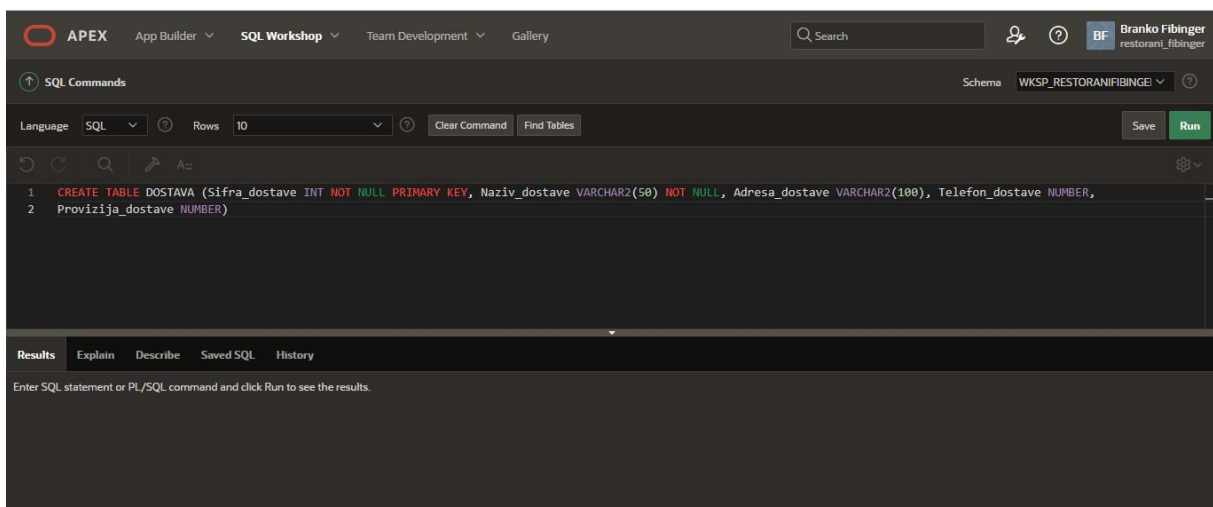 APEX App Builder SQL Workshop Team Development Gallery Search BF Branko Fibinger
restorani_fibinger
SQL Commands Schema WKSP_RESTORANIFIBINGE
Language SQL Rows 10 Clear Command Find Tables Save Run
1 CREATE TABLE DOSTAVA (Sifra_dostave INT NOT NULL PRIMARY KEY, Naziv_dostave VARCHAR2(50) NOT NULL, Adresa_dostave VARCHAR2(100), Telefon_dostave NUMBER,
2 Provizija_dostave NUMBER)
Results Explain Describe Saved SQL History
Enter SQL statement or PL/SQL command and click Run to see the results.